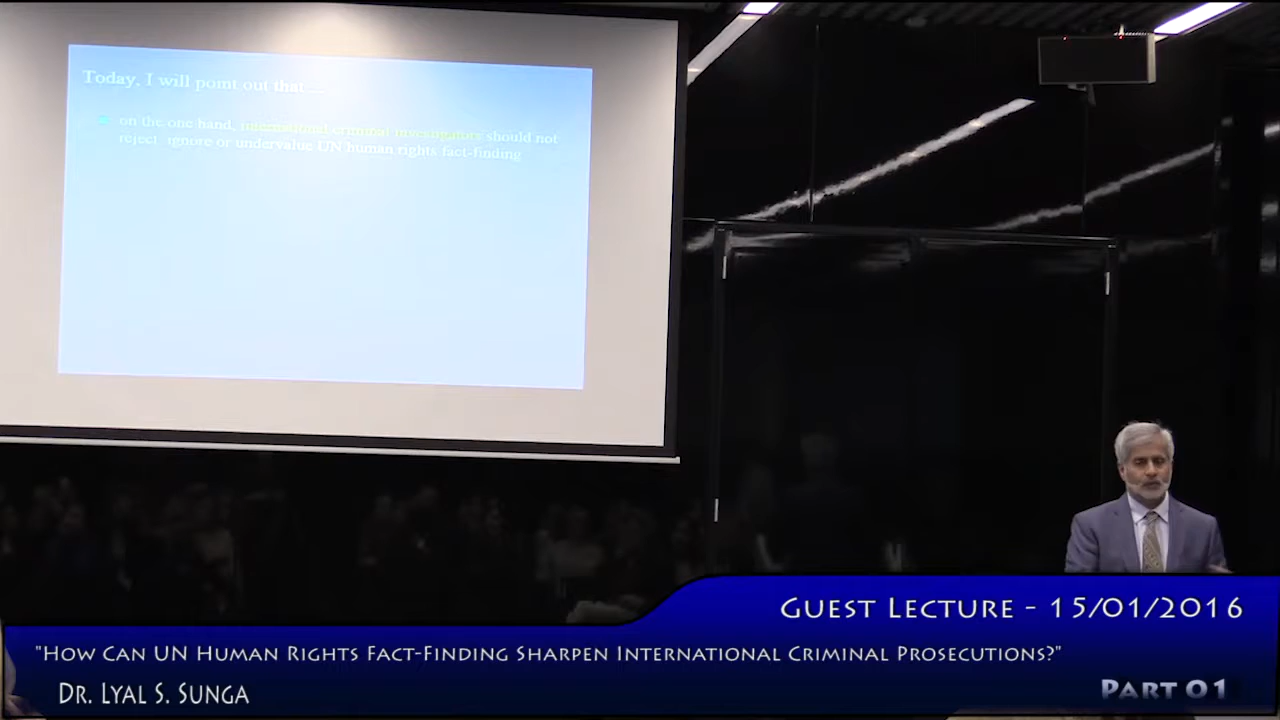 Today, I will point out that ...
on the one hand, international criminal investigators should not
reject, ignore or undervalue UN human rights fact-finding
GUEST LECTURE - 15/01/2016
"HOW CAN UN HUMAN RIGHTS FACT-FINDING SHARPEN INTERNATIONAL CRIMINAL PROSECUTIONS?"
DR. LYAL S. SUNGA
PART 01